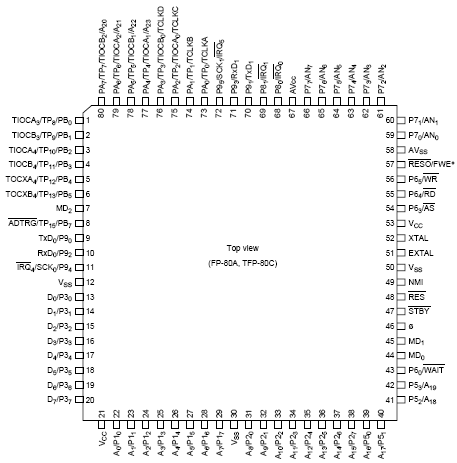 PA₇/TP₇/TIOCB₂/A₂₀
PA₆/TP₆/TIOCA₂/A₂₁
PA₅/TP₅/TIOCB₁/A₂₂
PA₄/TP₄/TIOCA₁/A₂₃
PA₃/TP₃/TIOCB₀/TCLKD
PA₂/TP₂/TIOCA₀/TCLKC
PA₁/TP₁/TCLKB
PA₀/TP₀/TCLKA
P9₅/SCK₁/IRQ₅
P9₃/RxD₁
P9₁/TxD₁
P8₁/IRQ₁
P8₀/IRQ₀
AVcc
P7₇/AN₇
P7₆/AN₆
P7₅/AN₅
P7₄/AN₄
P7₃/AN₃
P7₂/AN₂
80 79 78 77 76 75 74 73 72 71 70 69 68 67 66 65 64 63 62 61
TIOCA₃/TP₈/PB₀ 1
TIOCB₃/TP₉/PB₁ 2
TIOCA₄/TP₁₀/PB₂ 3
TIOCB₄/TP₁₁/PB₃ 4
TOCXA₄/TP₁₂/PB₄ 5
TOCXB₄/TP₁₃/PB₅ 6
MD₂ 7
ADTRG/TP₁₅/PB₇ 8
TxD₀/P9₀ 9
RxD₀/P9₂ 10
IRQ₄/SCK₀/P9₄ 11
VSS 12
D₀/P3₀ 13
D₁/P3₁ 14
D₂/P3₂ 15
D₃/P3₃ 16
D₄/P3₄ 17
D₅/P3₅ 18
D₆/P3₆ 19
D₇/P3₇ 20
Top view
(FP-80A, TFP-80C)
60 P7₁/AN₁
59 P7₀/AN₀
58 AVSS
57 RESO/FWE*
56 P6₅/WR
55 P6₄/RD
54 P6₃/AS
53 VCC
52 XTAL
51 EXTAL
50 VSS
49 NMI
48 RES
47 STBY
46 ø
45 MD₁
44 MD₀
43 P6₀/WAIT
42 P5₃/A₁₉
41 P5₂/A₁₈
21 22 23 24 25 26 27 28 29 30 31 32 33 34 35 36 37 38 39 40
VCC
A₀/P1₀
A₁/P1₁
A₂/P1₂
A₃/P1₃
A₄/P1₄
A₅/P1₅
A₆/P1₆
A₇/P1₇
VSS
A₈/P2₀
A₉/P2₁
A₁₀/P2₂
A₁₁/P2₃
A₁₂/P2₄
A₁₃/P2₅
A₁₄/P2₆
A₁₅/P2₇
A₁₆/P5₀
A₁₇/P5₁